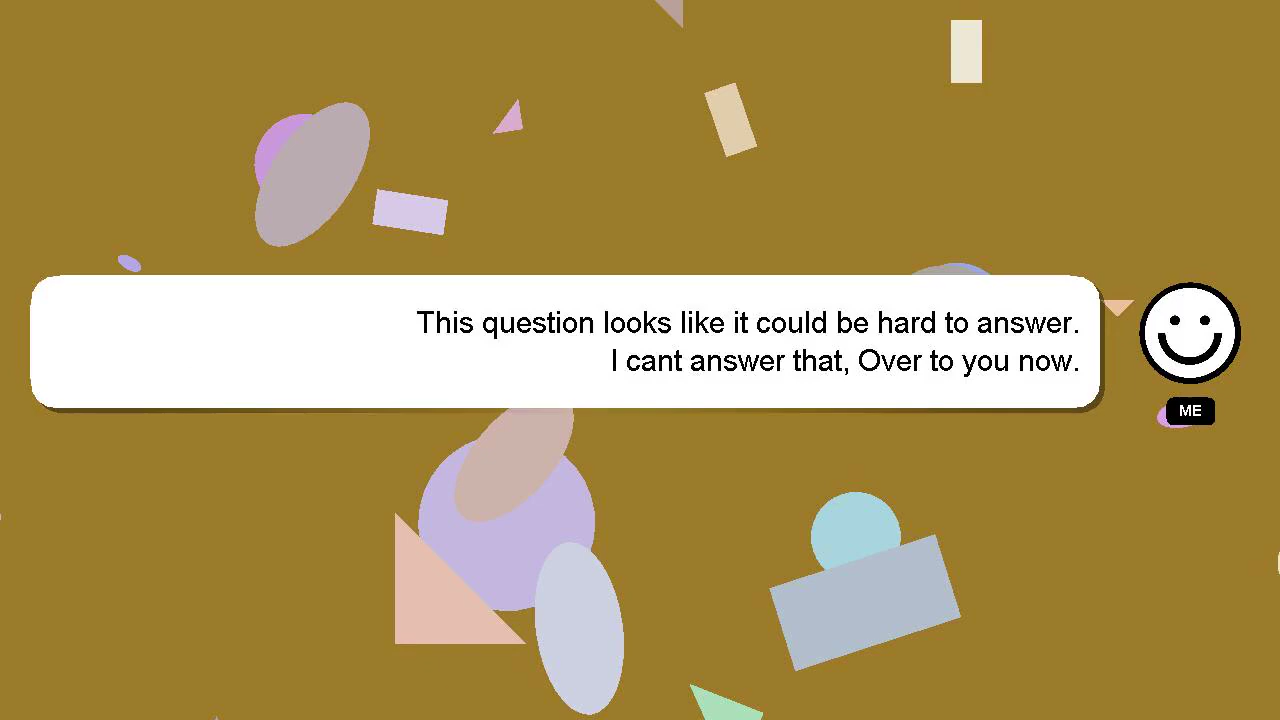 This question looks like it could be hard to answer.
I cant answer that, Over to you now.
ME